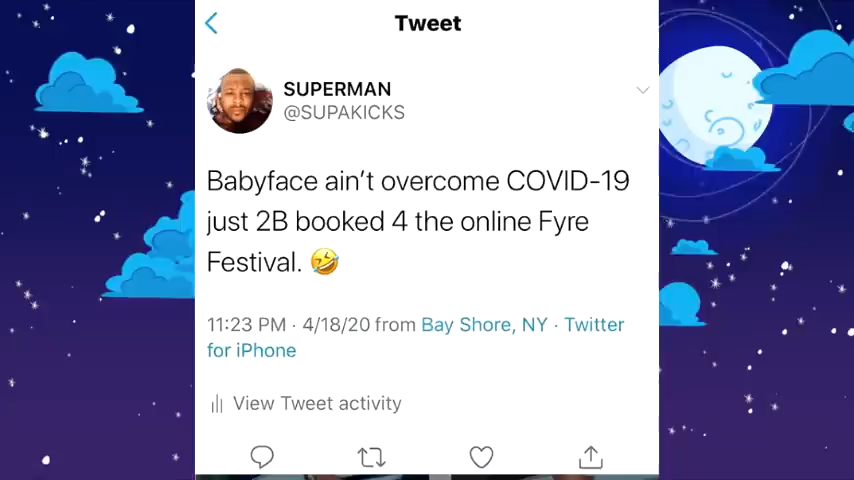 Tweet
SUPERMAN
@SUPAKICKS
Babyface ain't overcome COVID-19
just 2B booked 4 the online Fyre
Festival. 🤣
11:23 PM · 4/18/20 from Bay Shore, NY · Twitter
for iPhone
View Tweet activity